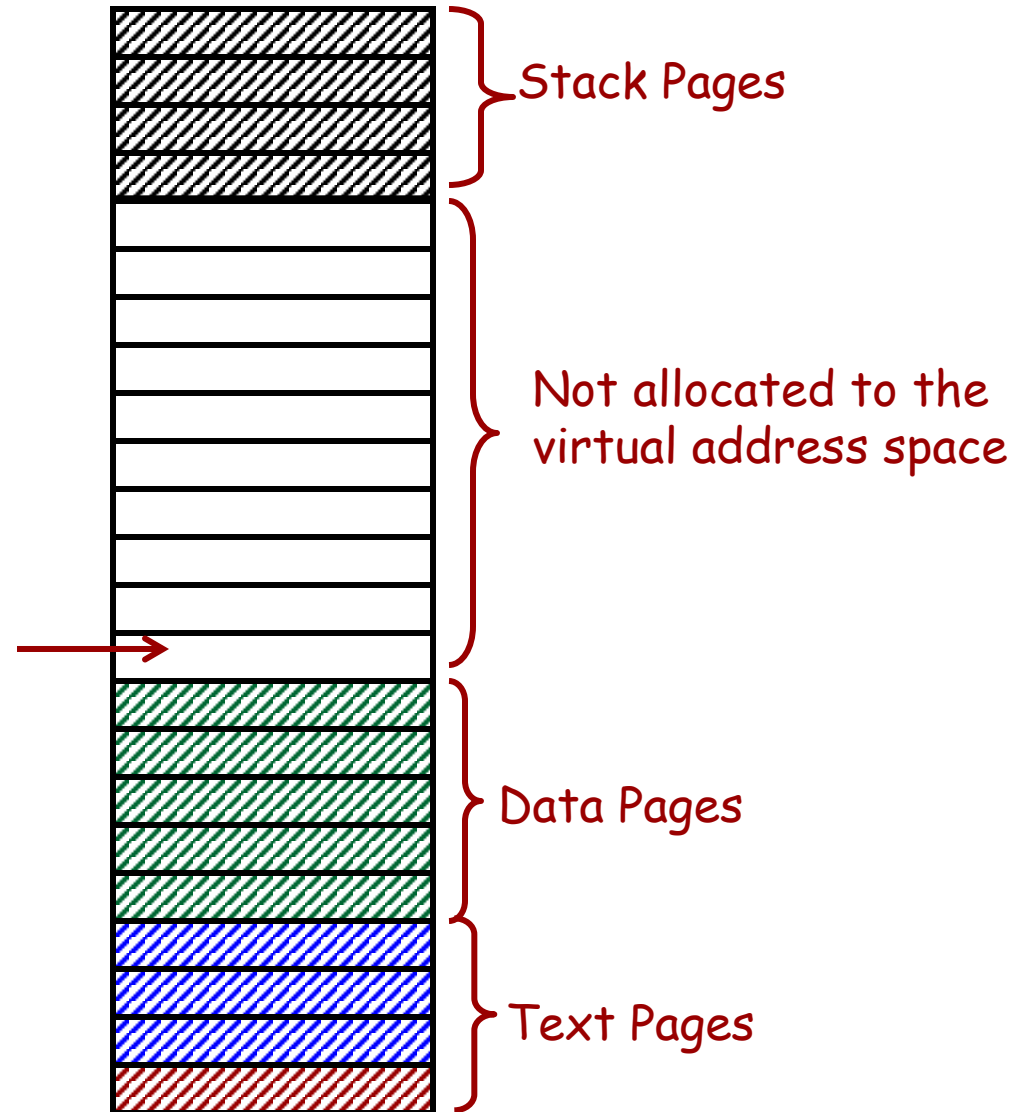 Stack Pages
Not allocated to the
virtual address space
Data Pages
Text Pages